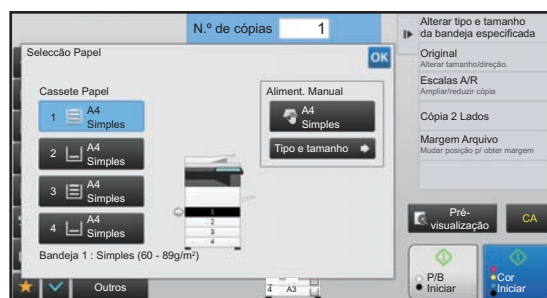 N.º de cópias 1
Selecção Papel
OK
Cassete Papel
1 A4
Simples
2 A4
Simples
3 A4
Simples
4 A4
Simples
Bandeja 1 : Simples (60 - 89g/m²)
Aliment. Manual
A4
Simples
Tipo e tamanho
1
2
3
4
Outros
4 A3
Alterar tipo e tamanho
da bandeja especificada
Original
Alterar tamanho/direção.
Escalas A/R
Ampliar/reduzir cópia
Cópia 2 Lados
Margem Arquivo
Mudar posição p/ obter margem
Pré-
visualização
CA
P/B
Iniciar
Cor
Iniciar